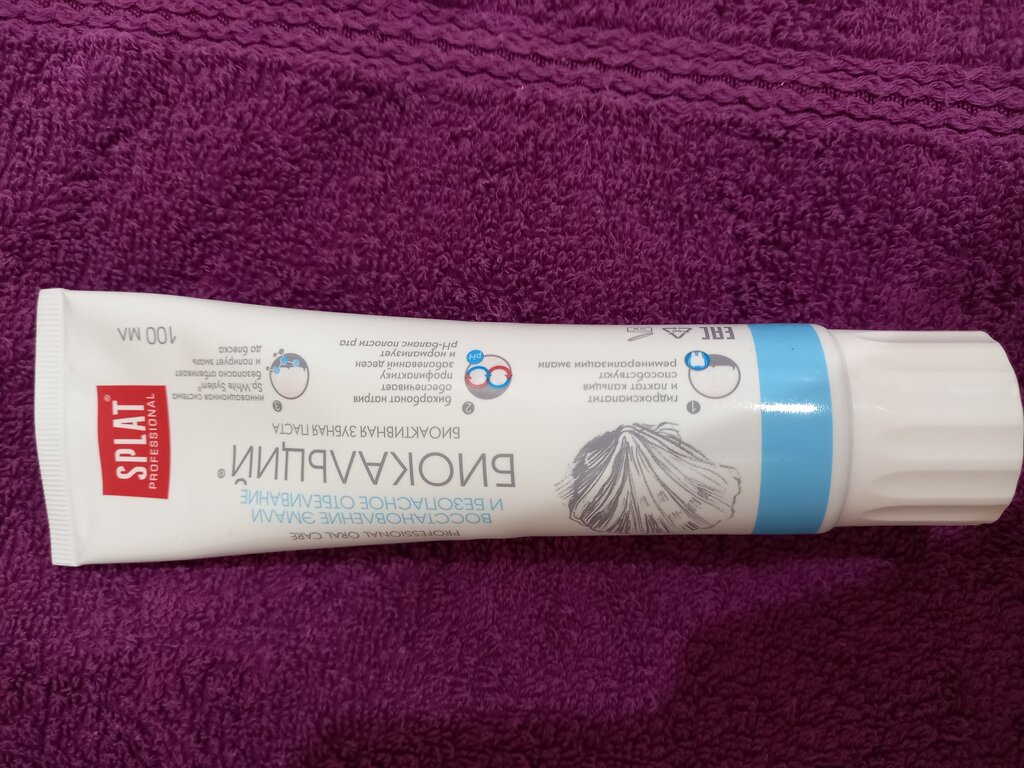 PROFESSIONAL ORAL CARE
ВОССТАНОВЛЕНИЕ ЭМАЛИ
И БЕЗОПАСНОЕ ОТБЕЛИВАНИЕ
БИОКАЛЬЦИЙ®
БИОАКТИВНАЯ ЗУБНАЯ ПАСТА
1
гидроксиапатит
и лактат кальция
способствуют
реминерализации эмали
2
бикарбонат натрия
обеспечивает
профилактику
заболеваний десен
и нормализует
pH-баланс полости рта
pH
3
инновационная система
Sp.White System®
безопасно отбеливает
и полирует эмаль
до блеска
SPLAT®
PROFESSIONAL
100 МЛ
EAC